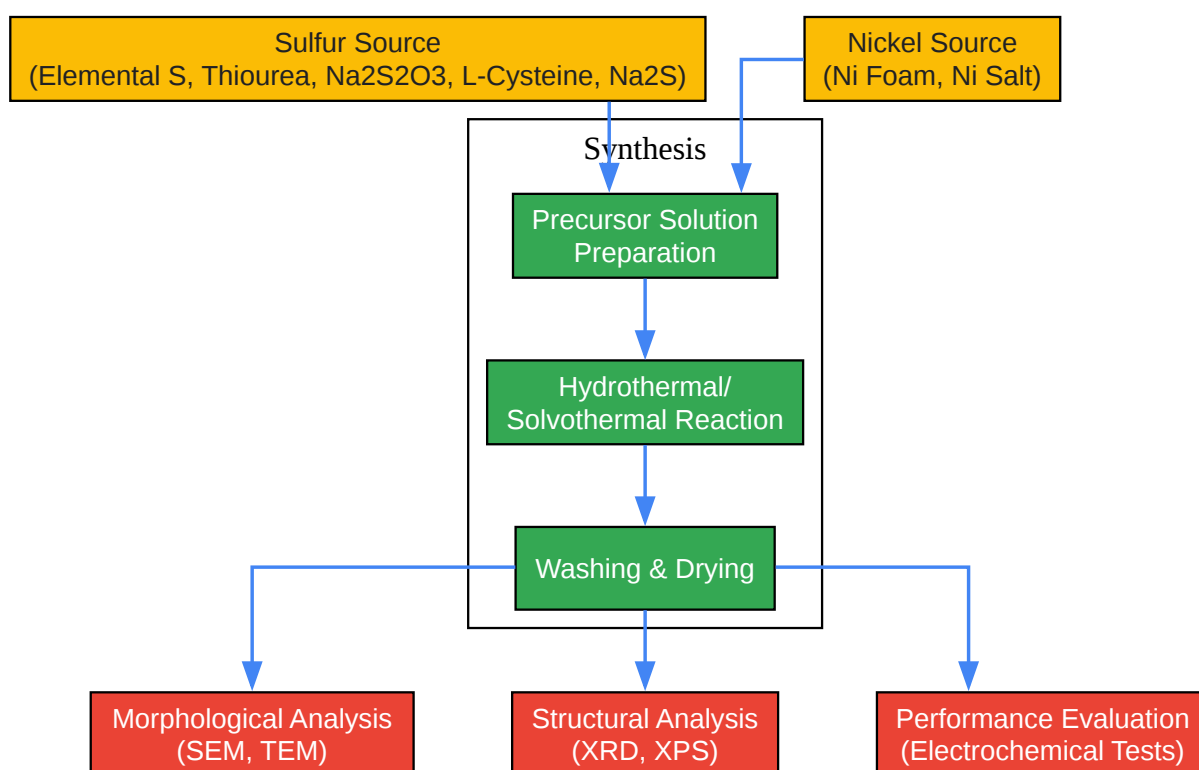 Sulfur Source
(Elemental S, Thiourea, Na2S2O3, L-Cysteine, Na2S)
Nickel Source
(Ni Foam, Ni Salt)
Synthesis
Precursor Solution
Preparation
Hydrothermal/
Solvothermal Reaction
Washing & Drying
Morphological Analysis
(SEM, TEM)
Structural Analysis
(XRD, XPS)
Performance Evaluation
(Electrochemical Tests)